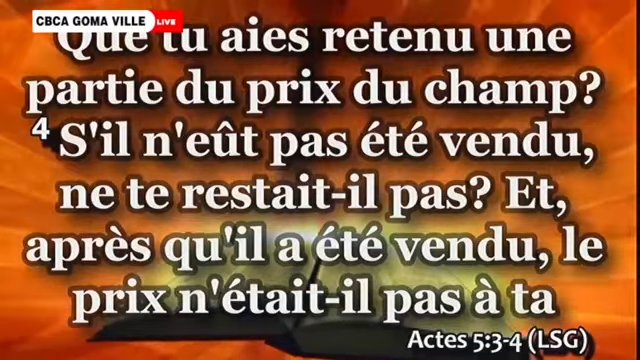 CBCA GOMA VILLE LIVE
Que tu aies retenu une
partie du prix du champ?
4 S'il n'eût pas été vendu,
ne te restait-il pas? Et,
après qu'il a été vendu, le
prix n'était-il pas à ta
Actes 5:3-4 (LSG)